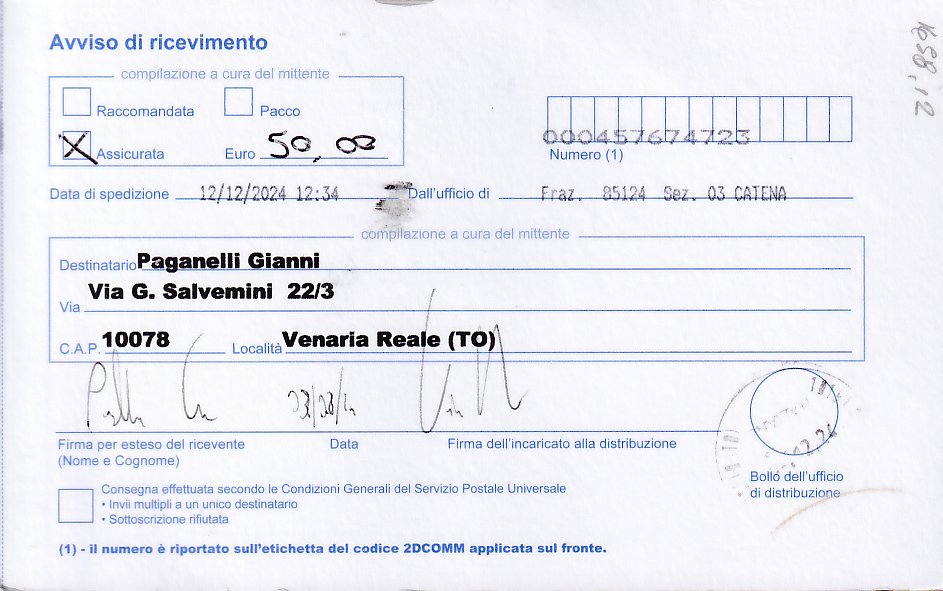 Avviso di ricevimento
compilazione a cura del mittente
Raccomandata Pacco
X Assicurata Euro 50,00
000457674723
Numero (1)
Data di spedizione 12/12/2024 12:34 Dall'ufficio di Fraz. 85124 Sez. 03 CATENA
compilazione a cura del mittente
Destinatario Paganelli Gianni
Via Via G. Salvemini 22/3
C.A.P. 10078 Località Venaria Reale (TO)
Firma per esteso del ricevente Data Firma dell'incaricato alla distribuzione
(Nome e Cognome)
Bollo dell'ufficio
di distribuzione
Consegna effettuata secondo le Condizioni Generali del Servizio Postale Universale
• Invii multipli a un unico destinatario
• Sottoscrizione rifiutata
(1) - il numero è riportato sull'etichetta del codice 2DCOMM applicata sul fronte.